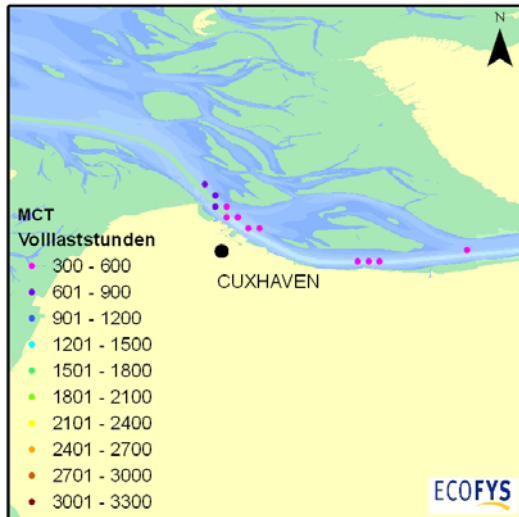 N
MCT
Volllaststunden
300 - 600
601 - 900
901 - 1200
1201 - 1500
1501 - 1800
1801 - 2100
2101 - 2400
2401 - 2700
2701 - 3000
3001 - 3300
CUXHAVEN
ECOFYS